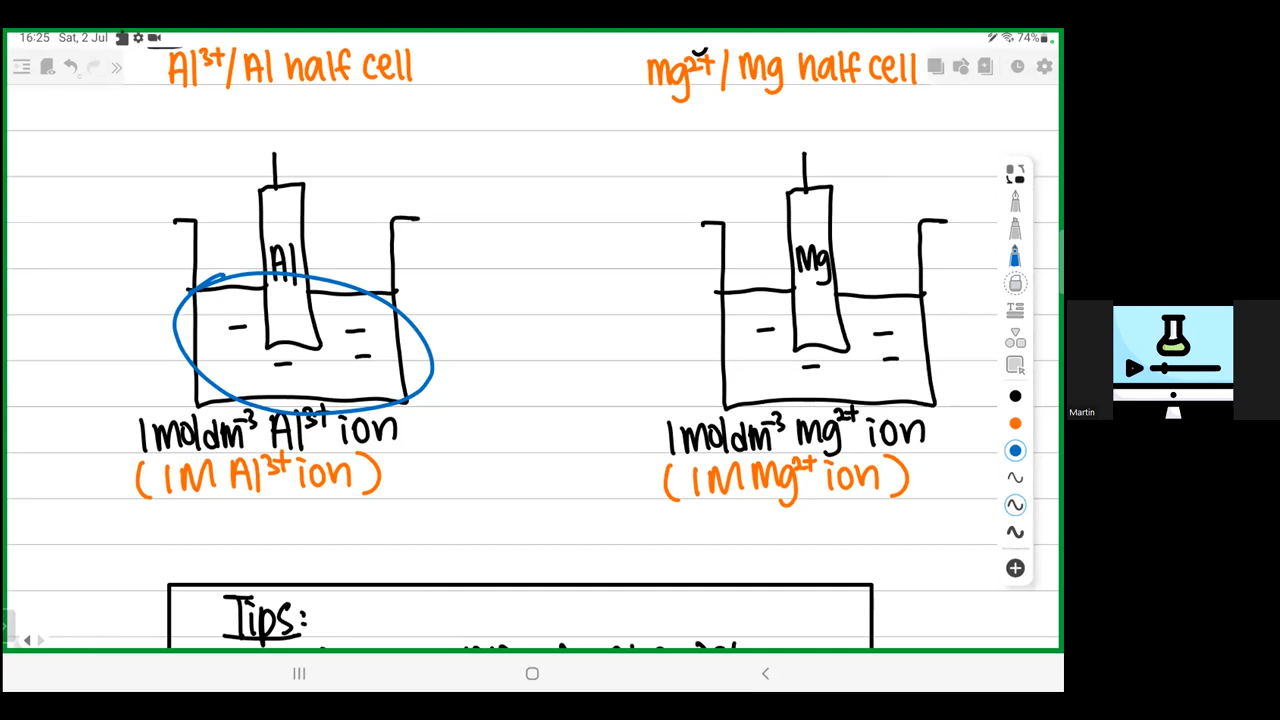 16:25 Sat, 2 Jul
74%
Al³⁺/Al half cell
mg²⁺/mg half cell
Al
Mg
1moldm⁻³ Al³⁺ ion
1moldm⁻³ mg²⁺ ion
(1M Al³⁺ ion)
(1M Mg²⁺ ion)
Tips:
Martin